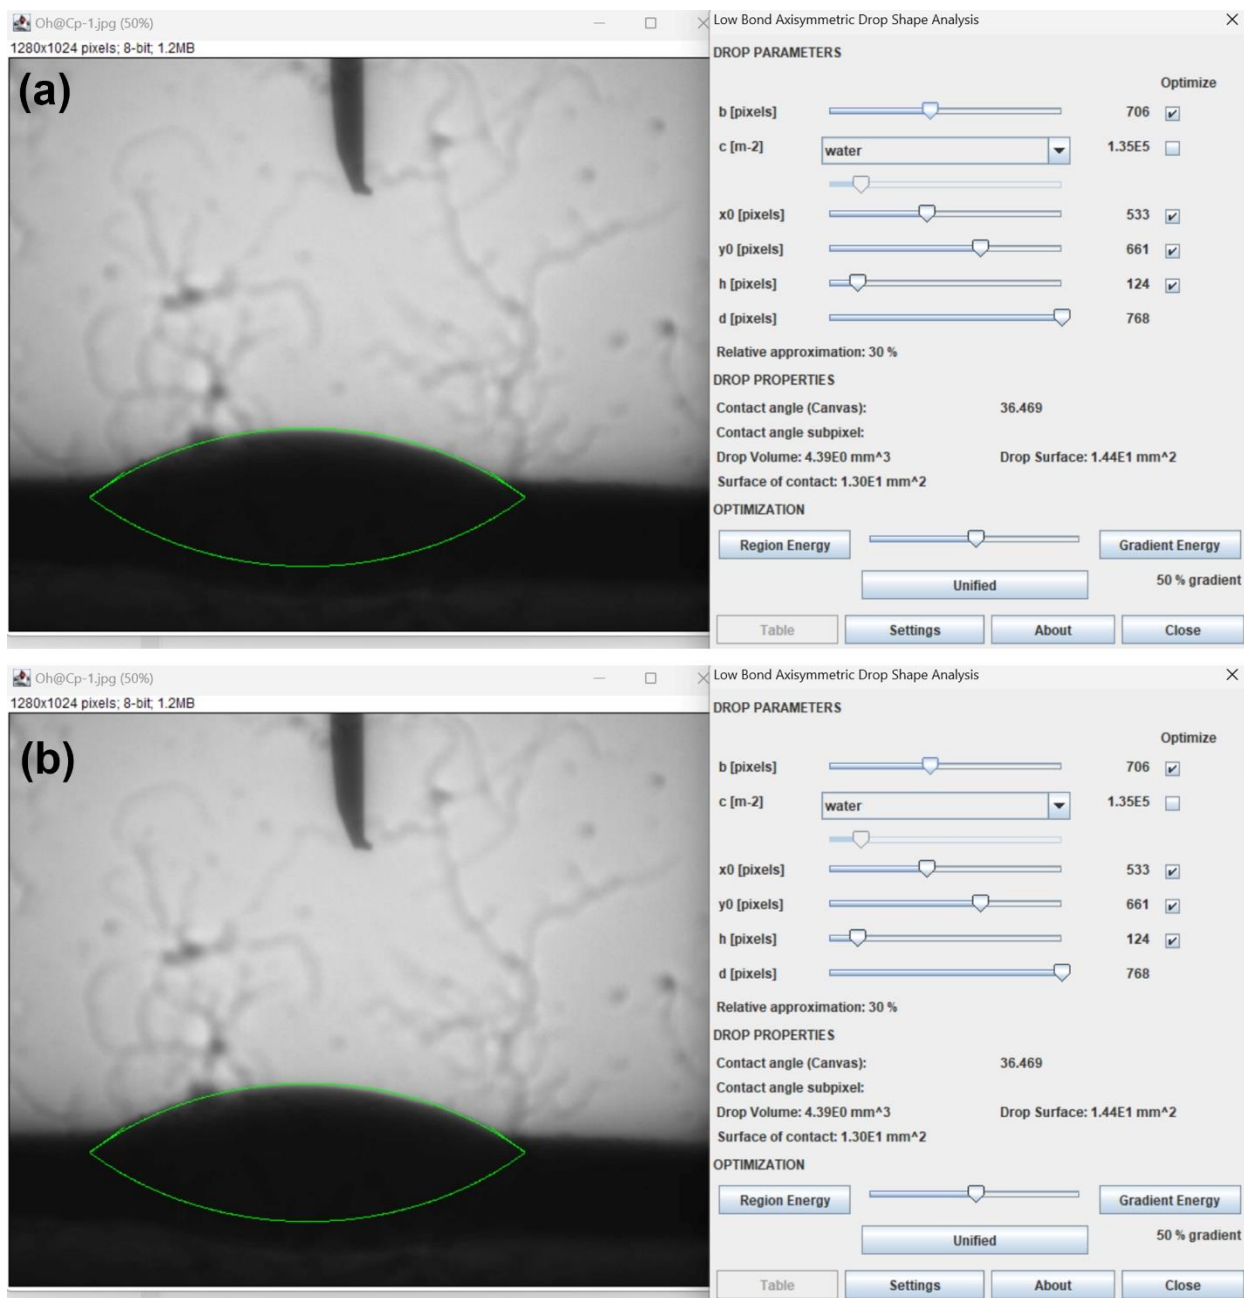 Oh@Cp-1.jpg (50%)
1280x1024 pixels; 8-bit; 1.2MB
(a)
Low Bond Axisymmetric Drop Shape Analysis
DROP PARAMETERS
Optimize
b [pixels] 706
c [m-2] water 1.35E5
x0 [pixels] 533
y0 [pixels] 661
h [pixels] 124
d [pixels] 768
Relative approximation: 30 %
DROP PROPERTIES
Contact angle (Canvas): 36.469
Contact angle subpixel:
Drop Volume: 4.39E0 mm^3 Drop Surface: 1.44E1 mm^2
Surface of contact: 1.30E1 mm^2
OPTIMIZATION
Region Energy Gradient Energy
Unified 50 % gradient
Table Settings About Close
Oh@Cp-1.jpg (50%)
1280x1024 pixels; 8-bit; 1.2MB
(b)
Low Bond Axisymmetric Drop Shape Analysis
DROP PARAMETERS
Optimize
b [pixels] 706
c [m-2] water 1.35E5
x0 [pixels] 533
y0 [pixels] 661
h [pixels] 124
d [pixels] 768
Relative approximation: 30 %
DROP PROPERTIES
Contact angle (Canvas): 36.469
Contact angle subpixel:
Drop Volume: 4.39E0 mm^3 Drop Surface: 1.44E1 mm^2
Surface of contact: 1.30E1 mm^2
OPTIMIZATION
Region Energy Gradient Energy
Unified 50 % gradient
Table Settings About Close